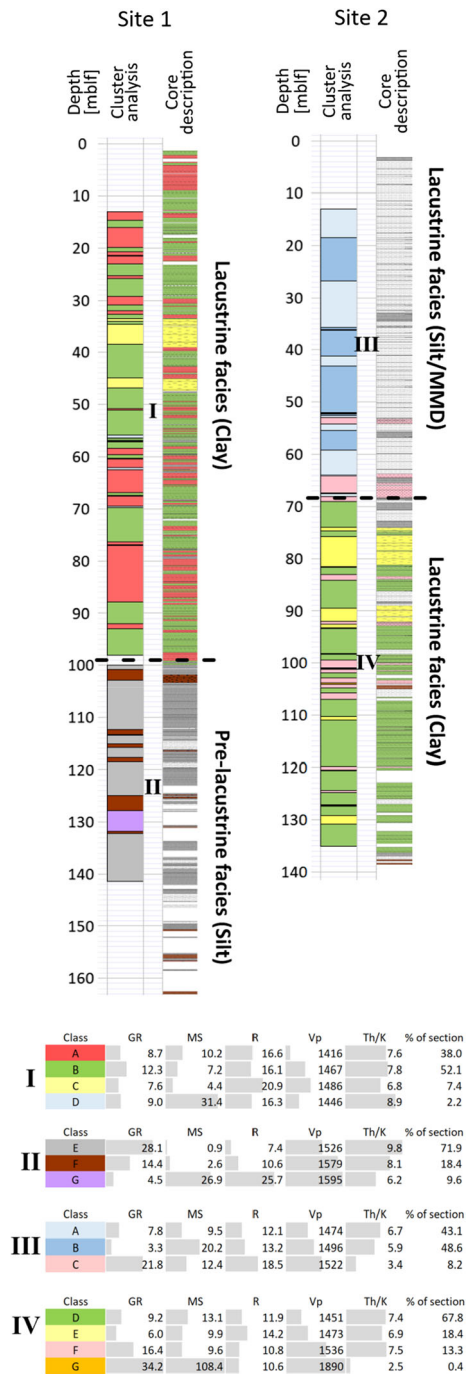 Site 1
Site 2
Depth [mblf]
Cluster analysis
Core description
Depth [mblf]
Cluster analysis
Core description
0
10
20
30
40
50
60
70
80
90
100
110
120
130
140
150
160
I
II
Lacustrine facies (Clay)
Pre-lacustrine facies (Silt)
0
10
20
30
40
50
60
70
80
90
100
110
120
130
140
III
IV
Lacustrine facies (Silt/MMD)
Lacustrine facies (Clay)
Class GR MS R Vp Th/K % of section
I
A 8.7 10.2 16.6 1416 7.6 38.0
B 12.3 7.2 16.1 1467 7.8 52.1
C 7.6 4.4 20.9 1486 6.8 7.4
D 9.0 31.4 16.3 1446 8.9 2.2
Class GR MS R Vp Th/K % of section
II
E 28.1 0.9 7.4 1526 9.8 71.9
F 14.4 2.6 10.6 1579 8.1 18.4
G 4.5 26.9 25.7 1595 6.2 9.6
Class GR MS R Vp Th/K % of section
III
A 7.8 9.5 12.1 1474 6.7 43.1
B 3.3 20.2 13.2 1496 5.9 48.6
C 21.8 12.4 18.5 1522 3.4 8.2
Class GR MS R Vp Th/K % of section
IV
D 9.2 13.1 11.9 1451 7.4 67.8
E 6.0 9.9 14.2 1473 6.9 18.4
F 16.4 9.6 10.8 1536 7.5 13.3
G 34.2 108.4 10.6 1890 2.5 0.4